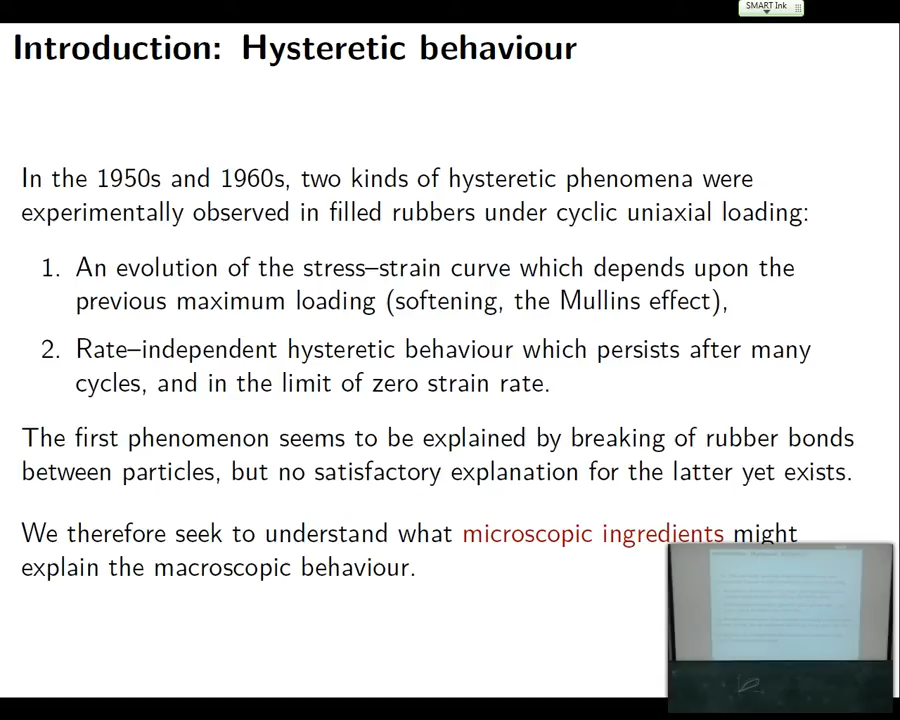 SMART Ink
Introduction: Hysteretic behaviour
In the 1950s and 1960s, two kinds of hysteretic phenomena were
experimentally observed in filled rubbers under cyclic uniaxial loading:
1. An evolution of the stress–strain curve which depends upon the
previous maximum loading (softening, the Mullins effect),
2. Rate–independent hysteretic behaviour which persists after many
cycles, and in the limit of zero strain rate.
The first phenomenon seems to be explained by breaking of rubber bonds
between particles, but no satisfactory explanation for the latter yet exists.
We therefore seek to understand what microscopic ingredients might
explain the macroscopic behaviour.